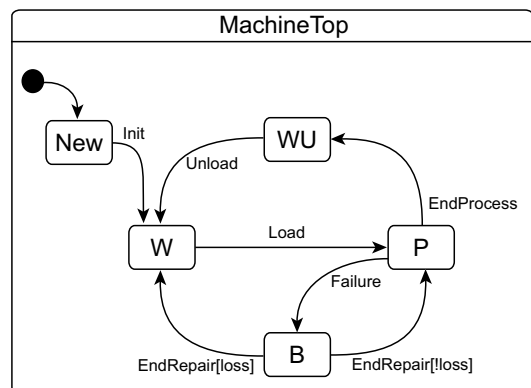 MachineTop
New
Init
WU
Unload
EndProcess
W
Load
P
Failure
B
EndRepair[loss]
EndRepair[!loss]